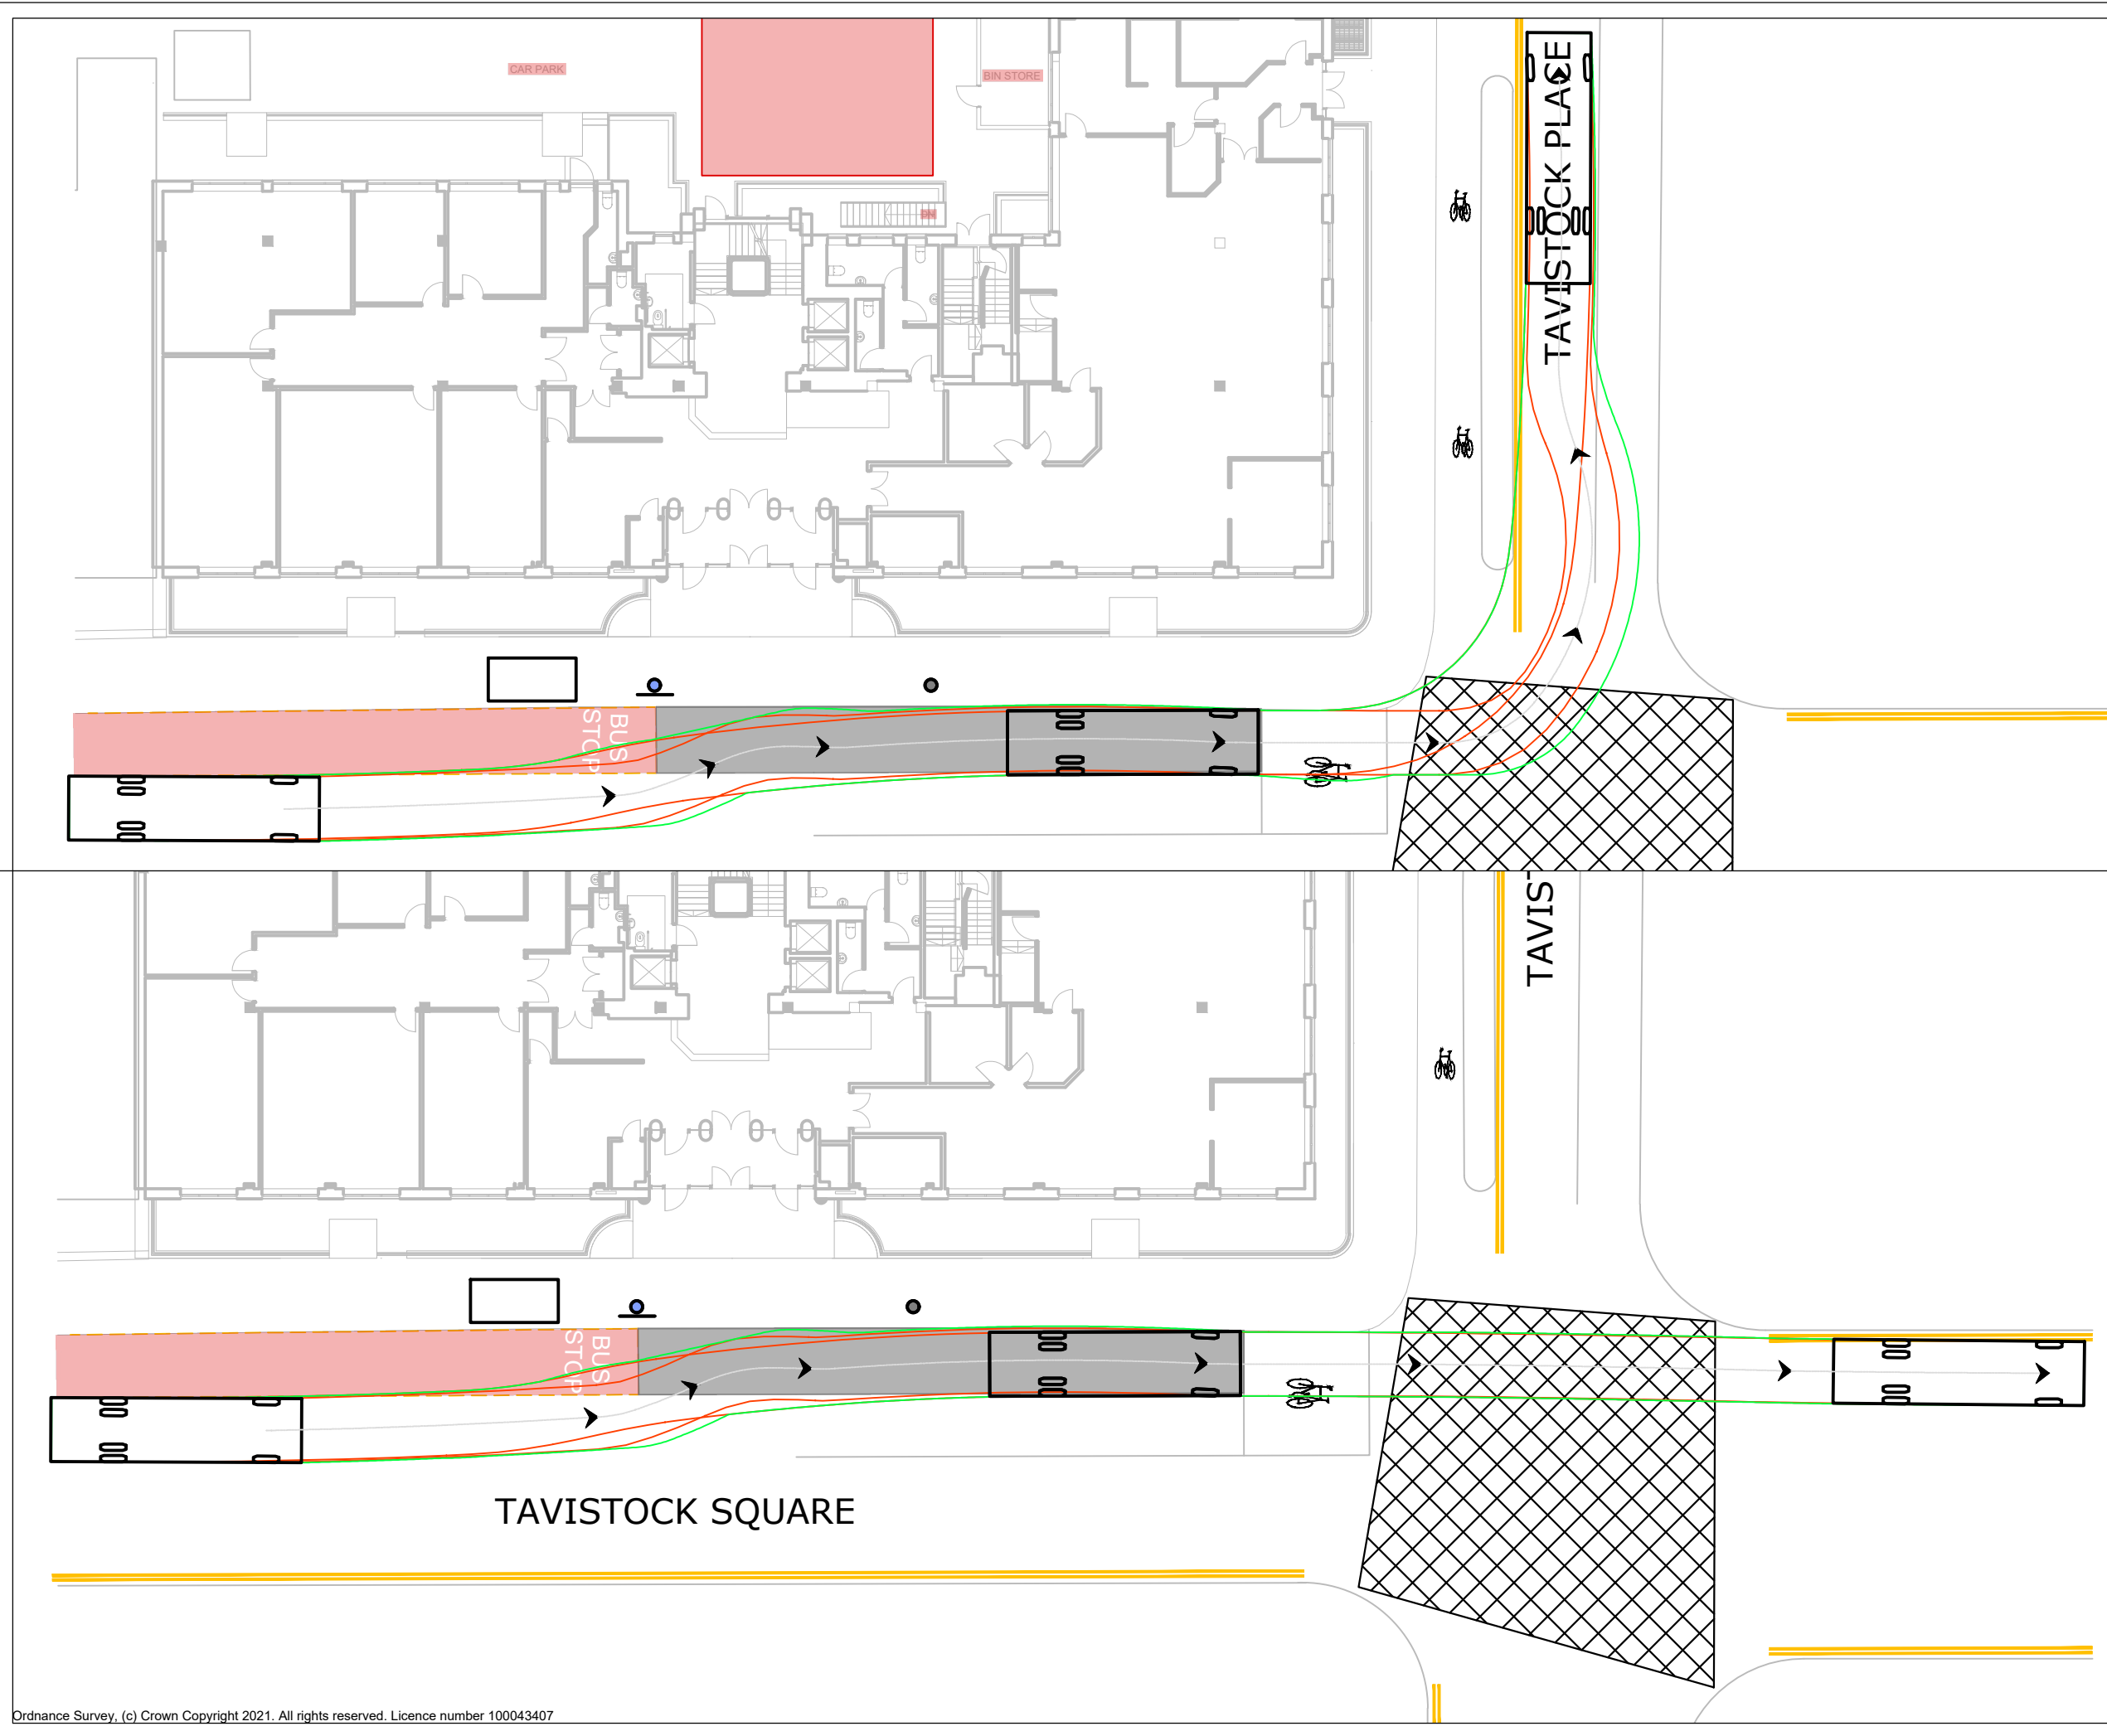 CAR PARK
BIN STORE
TAVISTOCK PLACE
DN
BUS
STOP
TAVIS
BUS
STOP
TAVISTOCK SQUARE
Ordnance Survey, (c) Crown Copyright 2021. All rights reserved. Licence number 100043407